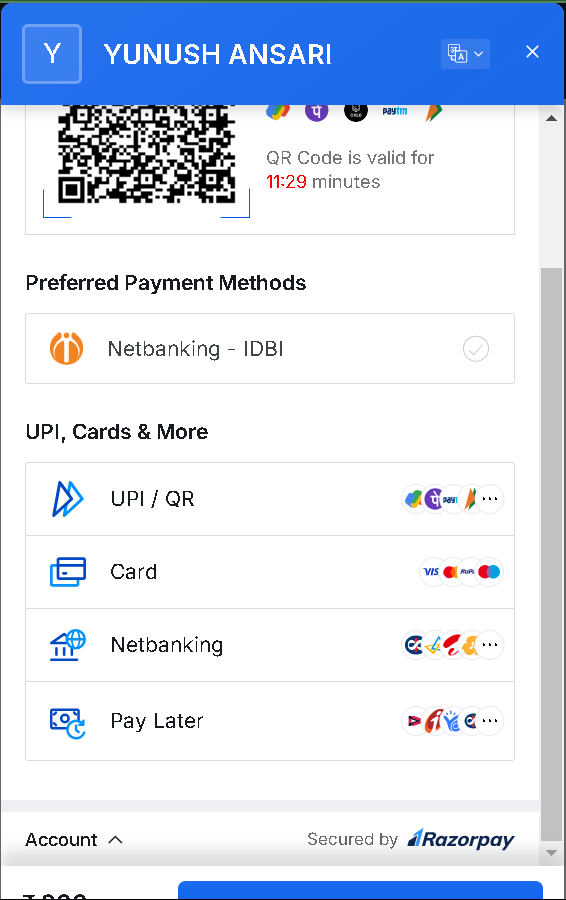 Y
YUNUSH ANSARI
paytm
QR Code is valid for
11:29 minutes
Preferred Payment Methods
Netbanking - IDBI
UPI, Cards & More
UPI / QR
Card
VISA RuPay
Netbanking
Pay Later
Account
Secured by Razorpay